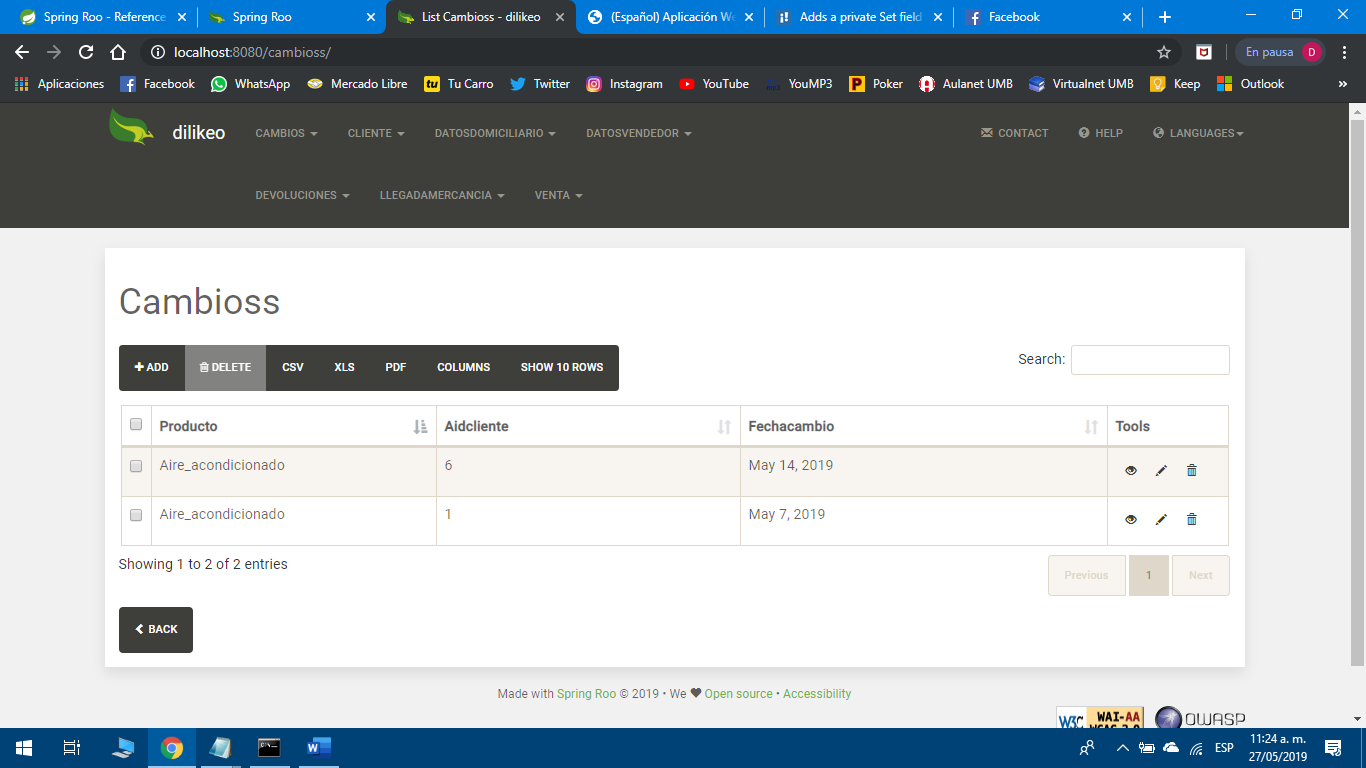 Spring Roo - Reference
Spring Roo
List Cambioss - dilikeo
(Español) Aplicación We
Adds a private Set field
Facebook
localhost:8080/cambioss/
En pausa D
Aplicaciones Facebook WhatsApp Mercado Libre tu Tu Carro Twitter Instagram YouTube YouMP3 P Poker Aulanet UMB Virtualnet UMB Keep Outlook »
dilikeo CAMBIOS CLIENTE DATOSDOMICILIARIO DATOSVENDEDOR CONTACT HELP LANGUAGES
DEVOLUCIONES LLEGADAMERCANCIA VENTA
Cambioss
ADD DELETE CSV XLS PDF COLUMNS SHOW 10 ROWS Search:
Producto Aidcliente Fechacambio Tools
Aire_acondicionado 6 May 14, 2019
Aire_acondicionado 1 May 7, 2019
Showing 1 to 2 of 2 entries Previous 1 Next
BACK
Made with Spring Roo © 2019 • We ♥ Open source • Accessibility
W3C WAI-AA OWASP
ESP 11:24 a. m.
27/05/2019